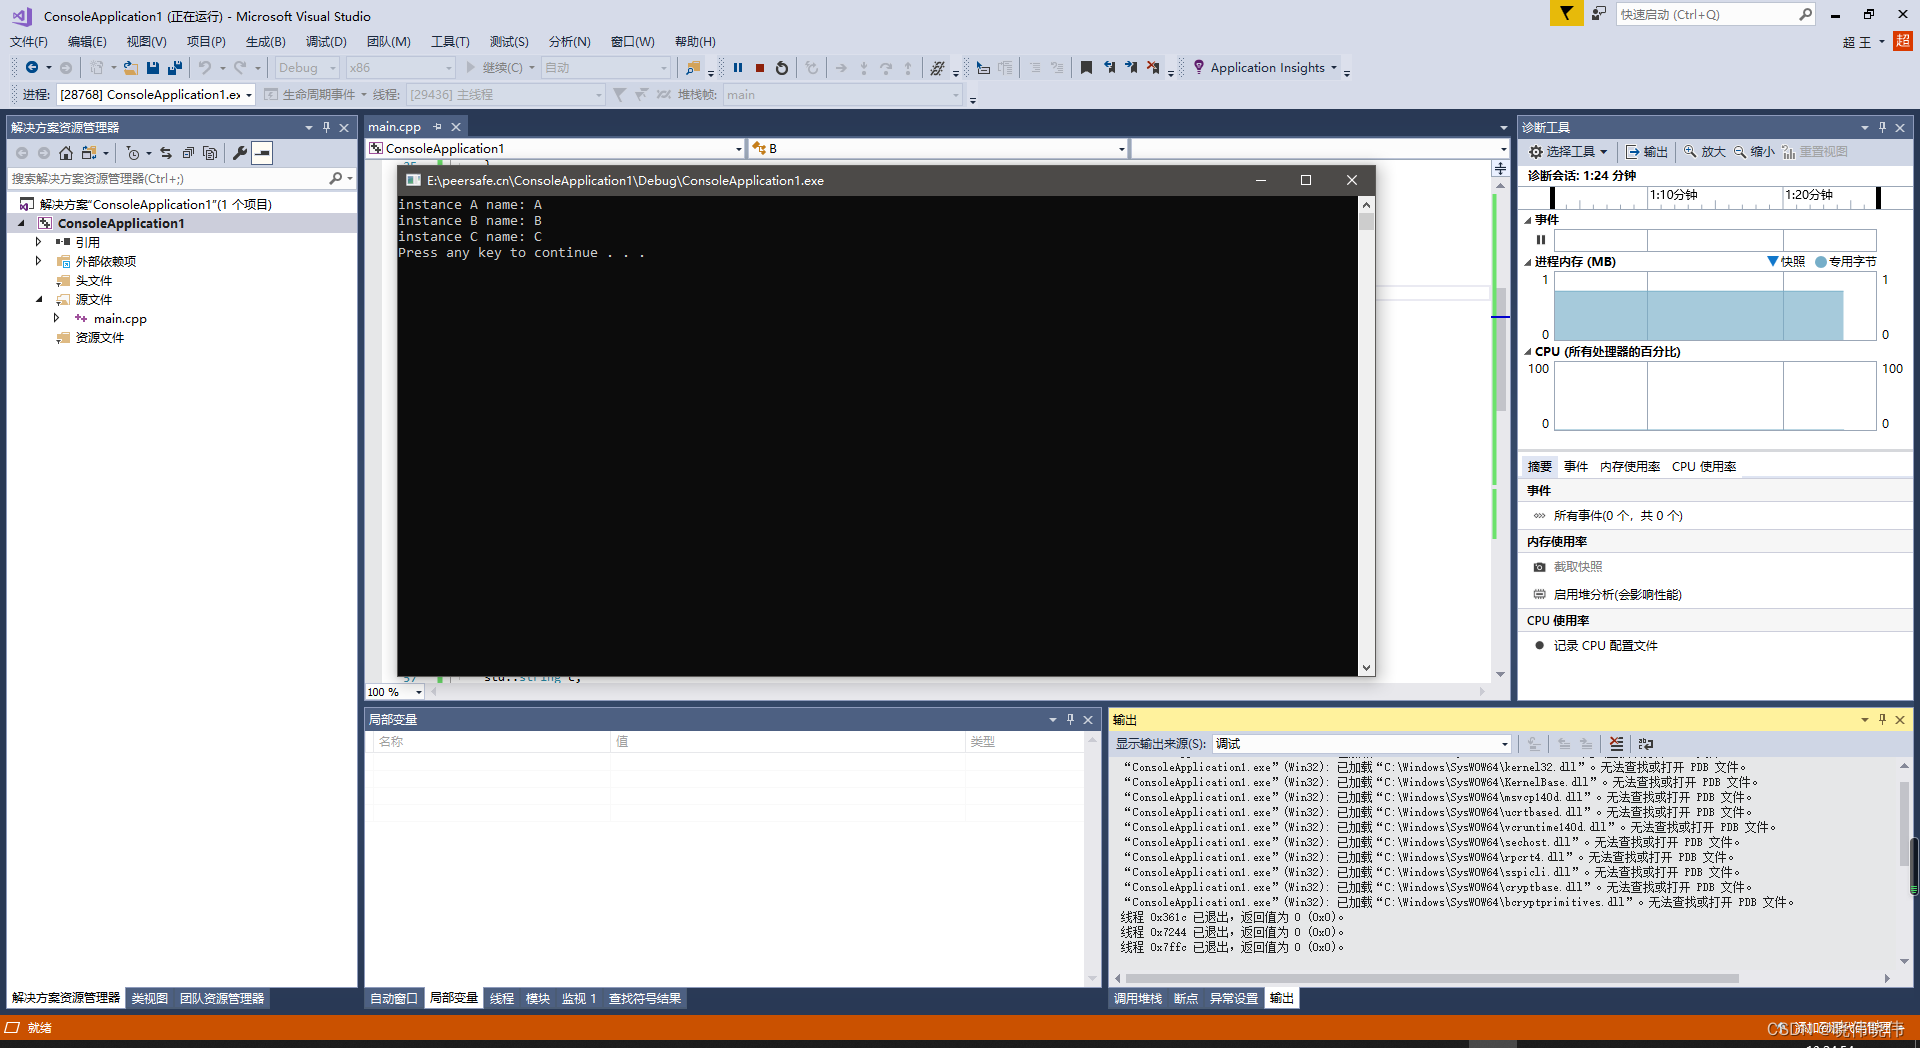 ConsoleApplication1 (正在运行) - Microsoft Visual Studio
快速启动 (Ctrl+Q)
文件(F) 编辑(E) 视图(V) 项目(P) 生成(B) 调试(D) 团队(M) 工具(T) 测试(S) 分析(N) 窗口(W) 帮助(H)
超 王 超
Debug x86 继续(C) 自动 Application Insights
进程: [28768] ConsoleApplication1.ex 生命周期事件 线程: [29436] 主线程 堆栈帧: main
解决方案资源管理器
搜索解决方案资源管理器(Ctrl+;)
解决方案“ConsoleApplication1”(1 个项目)
ConsoleApplication1
引用
外部依赖项
头文件
源文件
main.cpp
资源文件
解决方案资源管理器 类视图 团队资源管理器
main.cpp
ConsoleApplication1 B
E:\peersafe.cn\ConsoleApplication1\Debug\ConsoleApplication1.exe
instance A name: A
instance B name: B
instance C name: C
Press any key to continue . . .
57 std::string c;
100 %
局部变量
名称 值 类型
自动窗口 局部变量 线程 模块 监视 1 查找符号结果
诊断工具
选择工具 输出 放大 缩小 重置视图
诊断会话: 1:24 分钟
1:10分钟 1:20分钟
事件
进程内存 (MB) 快照 专用字节
1 1
0 0
CPU (所有处理器的百分比)
100 100
0 0
摘要 事件 内存使用率 CPU 使用率
事件
所有事件(0 个，共 0 个)
内存使用率
截取快照
启用堆分析(会影响性能)
CPU 使用率
记录 CPU 配置文件
输出
显示输出来源(S): 调试
“ConsoleApplication1.exe”(Win32): 已加载“C:\Windows\SysWOW64\kernel32.dll”。无法查找或打开 PDB 文件。
“ConsoleApplication1.exe”(Win32): 已加载“C:\Windows\SysWOW64\KernelBase.dll”。无法查找或打开 PDB 文件。
“ConsoleApplication1.exe”(Win32): 已加载“C:\Windows\SysWOW64\msvcp140d.dll”。无法查找或打开 PDB 文件。
“ConsoleApplication1.exe”(Win32): 已加载“C:\Windows\SysWOW64\ucrtbased.dll”。无法查找或打开 PDB 文件。
“ConsoleApplication1.exe”(Win32): 已加载“C:\Windows\SysWOW64\vcruntime140d.dll”。无法查找或打开 PDB 文件。
“ConsoleApplication1.exe”(Win32): 已加载“C:\Windows\SysWOW64\sechost.dll”。无法查找或打开 PDB 文件。
“ConsoleApplication1.exe”(Win32): 已加载“C:\Windows\SysWOW64\rpcrt4.dll”。无法查找或打开 PDB 文件。
“ConsoleApplication1.exe”(Win32): 已加载“C:\Windows\SysWOW64\sspicli.dll”。无法查找或打开 PDB 文件。
“ConsoleApplication1.exe”(Win32): 已加载“C:\Windows\SysWOW64\cryptbase.dll”。无法查找或打开 PDB 文件。
“ConsoleApplication1.exe”(Win32): 已加载“C:\Windows\SysWOW64\bcryptprimitives.dll”。无法查找或打开 PDB 文件。
线程 0x361c 已退出，返回值为 0 (0x0)。
线程 0x7244 已退出，返回值为 0 (0x0)。
线程 0x7ffc 已退出，返回值为 0 (0x0)。
调用堆栈 断点 异常设置 输出
就绪
CSDN